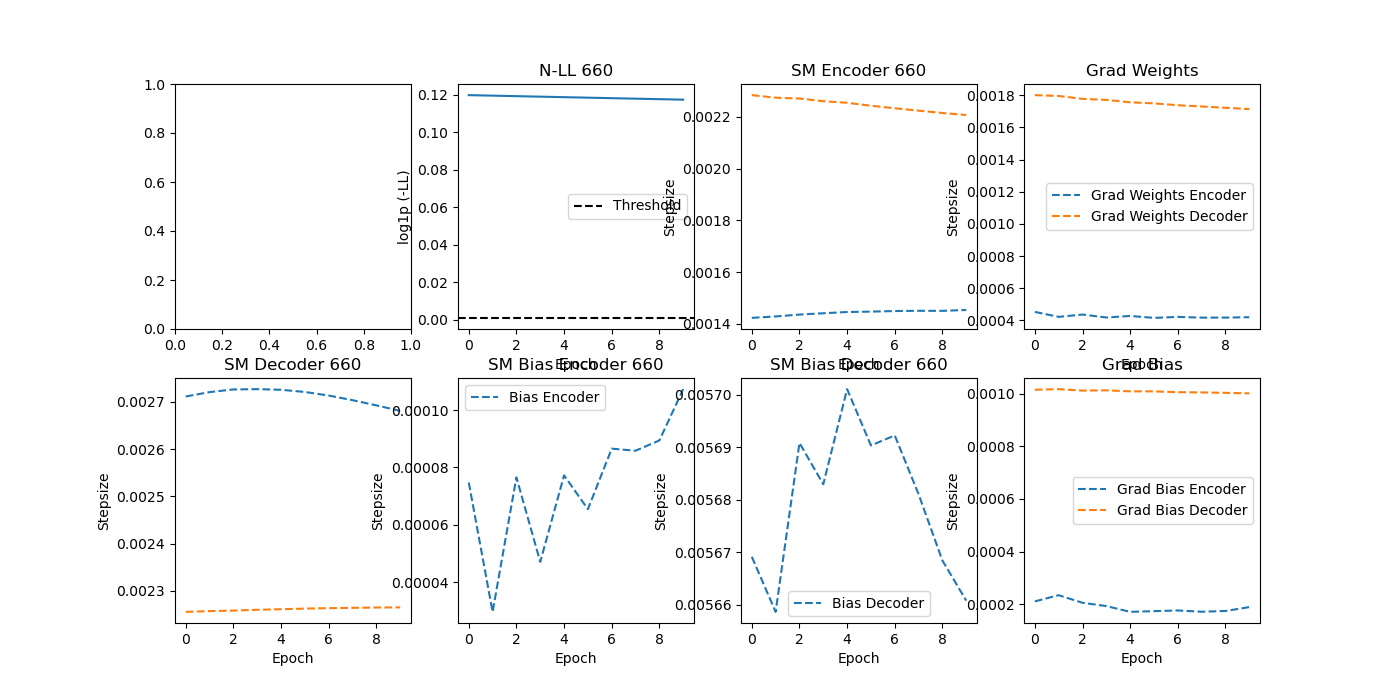 N-LL 660
SM Encoder 660
Grad Weights
1.0
0.8
0.6
0.4
0.2
0.0
0.0 0.2 0.4 0.6 0.8 1.0
log1p (-LL)
0.12
0.10
0.08
0.06
0.04
0.02
0.00
Threshold
0 2 4 6 8
Epoch
Stepsize
0.0022
0.0020
0.0018
0.0016
0.0014
0 2 4 6 8
Epoch
Stepsize
0.0018
0.0016
0.0014
0.0012
0.0010
0.0008
0.0006
0.0004
Grad Weights Encoder
Grad Weights Decoder
0 2 4 6 8
Epoch
SM Decoder 660
SM Bias Encoder 660
SM Bias Decoder 660
Grad Bias
Stepsize
0.0027
0.0026
0.0025
0.0024
0.0023
0 2 4 6 8
Epoch
Stepsize
0.00010
0.00008
0.00006
0.00004
Bias Encoder
0 2 4 6 8
Epoch
Stepsize
0.00570
0.00569
0.00568
0.00567
0.00566
Bias Decoder
0 2 4 6 8
Epoch
Stepsize
0.0010
0.0008
0.0006
0.0004
0.0002
Grad Bias Encoder
Grad Bias Decoder
0 2 4 6 8
Epoch